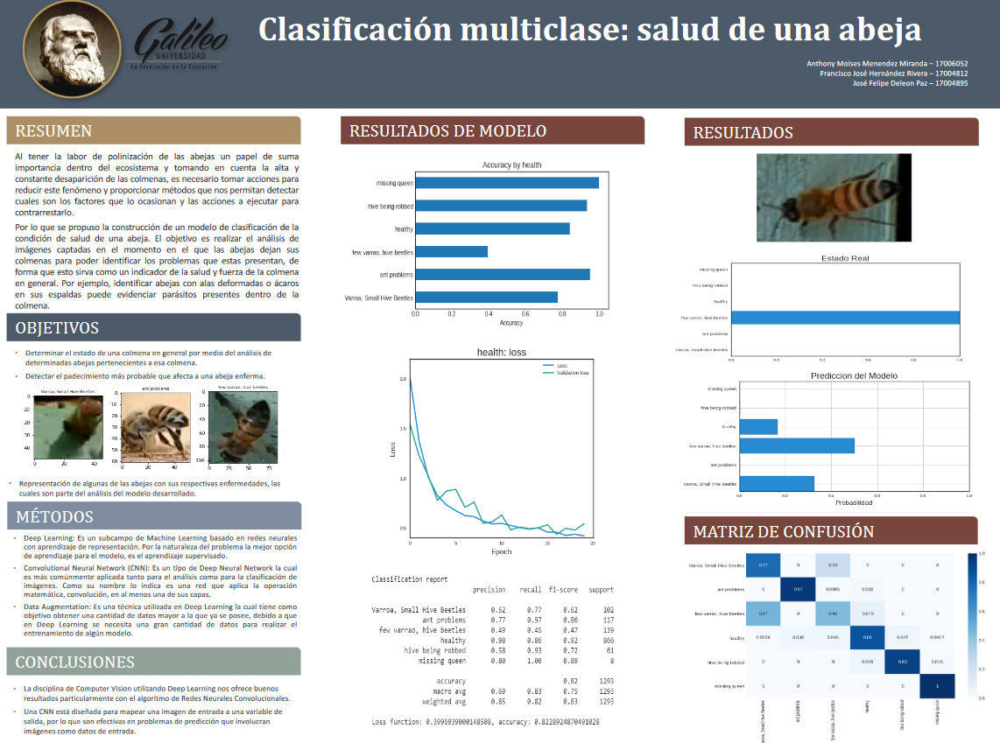 Galileo
UNIVERSIDAD
La Revolución en la Educación
Clasificación multiclase: salud de una abeja
Anthony Moises Menendez Miranda – 17006052
Francisco José Hernández Rivera – 17004812
José Felipe Deleon Paz – 17004895
RESUMEN
Al tener la labor de polinización de las abejas un papel de suma
importancia dentro del ecosistema y tomando en cuenta la alta y
constante desaparición de las colmenas, es necesario tomar acciones para
reducir este fenómeno y proporcionar métodos que nos permitan detectar
cuales son los factores que lo ocasionan y las acciones a ejecutar para
contrarrestarlo.
Por lo que se propuso la construcción de un modelo de clasificación de la
condición de salud de una abeja. El objetivo es realizar el análisis de
imágenes captadas en el momento en el que las abejas dejan sus
colmenas para poder identificar los problemas que estas presentan, de
forma que esto sirva como un indicador de la salud y fuerza de la colmena
en general. Por ejemplo, identificar abejas con alas deformadas o ácaros
en sus espaldas puede evidenciar parásitos presentes dentro de la
colmena.
OBJETIVOS
• Determinar el estado de una colmena en general por medio del análisis de
determinadas abejas pertenecientes a esa colmena.
• Detectar el padecimiento más probable que afecta a una abeja enferma.
Varroa, Small Hive Beetles
0
10
20
30
40
0 20 40
ant problems
0
10
20
30
40
50
60
0 20 40
few varrao, hive beetles
0
20
40
60
80
100
0 25 50 75
• Representación de algunas de las abejas con sus respectivas enfermedades, las
cuales son parte del análisis del modelo desarrollado.
MÉTODOS
• Deep Learning: Es un subcampo de Machine Learning basado en redes neurales
con aprendizaje de representación. Por la naturaleza del problema la mejor opción
de aprendizaje para el modelo, es el aprendizaje supervisado.
• Convolutional Neural Network (CNN): Es un tipo de Deep Neural Network la cual
es más comúnmente aplicada tanto para el análisis como para la clasificación de
imágenes. Como su nombre lo indica es una red que aplica la operación
matemática, convolución, en al menos una de sus capas.
• Data Augmentation: Es una técnica utilizada en Deep Learning la cual tiene como
objetivo obtener una cantidad de datos mayor a la que ya se posee, debido a que
en Deep Learning se necesita una gran cantidad de datos para realizar el
entrenamiento de algún modelo.
CONCLUSIONES
• La disciplina de Computer Vision utilizando Deep Learning nos ofrece buenos
resultados particularmente con el algoritmo de Redes Neurales Convolucionales.
• Una CNN está diseñada para mapear una imagen de entrada a una variable de
salida, por lo que son efectivas en problemas de predicción que involucran
imágenes como datos de entrada.
RESULTADOS DE MODELO
Accuracy by health
missing queen
hive being robbed
healthy
few varrao, hive beetles
ant problems
Varroa, Small Hive Beetles
0.0 0.2 0.4 0.6 0.8 1.0
Accuracy
health: loss
Loss
Validation loss
2.0
1.5
1.0
0.5
Loss
0 5 10 15 20
Epoch
Classification report
precision recall f1-score support
Varroa, Small Hive Beetles 0.52 0.77 0.62 102
ant problems 0.77 0.97 0.86 117
few varrao, hive beetles 0.49 0.45 0.47 139
healthy 0.98 0.86 0.92 866
hive being robbed 0.58 0.93 0.72 61
missing queen 0.80 1.00 0.89 8
accuracy 0.82 1293
macro avg 0.69 0.83 0.75 1293
weighted avg 0.85 0.82 0.83 1293
Loss function: 0.3996939000148508, accuracy: 0.8228924870491028
RESULTADOS
Estado Real
missing queen
hive being robbed
healthy
few varroa, hive beetles
ant problems
Varroa, Small Hive Beetles
0.0 0.2 0.4 0.6 0.8 1.0
Prediccion del Modelo
missing queen
hive being robbed
healthy
few varroa, hive beetles
ant problems
Varroa, Small Hive Beetles
0.0 0.2 0.4 0.6 0.8 1.0
Probabilidad
MATRIZ DE CONFUSIÓN
Varroa, Small Hive Beetles 0.77 0 0.23 0 0 0
ant problems 0 0.97 0.0085 0.026 0 0
few varrao, hive beetles 0.47 0 0.45 0.079 0 0
healthy 0.038 0.046 0.86 0.047 0.0012
hive being robbed 0 0 0 0.049 0.93 0.016
missing queen 0 0 0 0 0 1
1.0
0.8
0.6
0.4
0.2
0.0
Small Hive Beetles
ant problems
few varrao, hive beetles
healthy
hive being robbed
missing queen